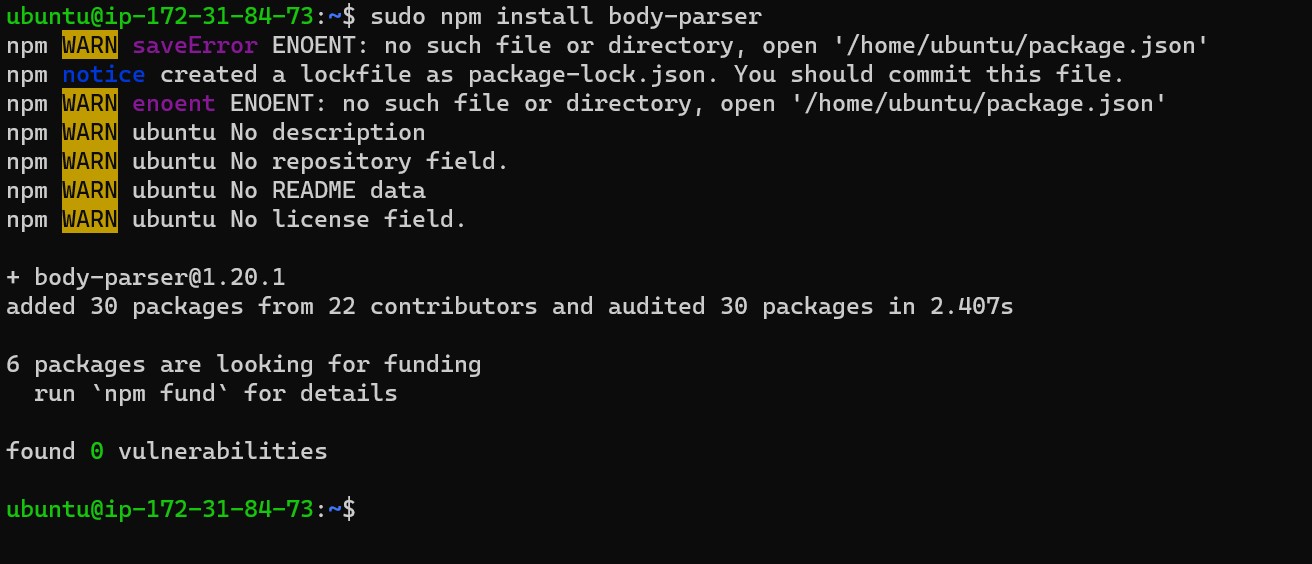 ubuntu@ip-172-31-84-73:~$ sudo npm install body-parser
npm WARN saveError ENOENT: no such file or directory, open '/home/ubuntu/package.json'
npm notice created a lockfile as package-lock.json. You should commit this file.
npm WARN enoent ENOENT: no such file or directory, open '/home/ubuntu/package.json'
npm WARN ubuntu No description
npm WARN ubuntu No repository field.
npm WARN ubuntu No README data
npm WARN ubuntu No license field.
+ body-parser@1.20.1
added 30 packages from 22 contributors and audited 30 packages in 2.407s
6 packages are looking for funding
  run `npm fund` for details
found 0 vulnerabilities
ubuntu@ip-172-31-84-73:~$